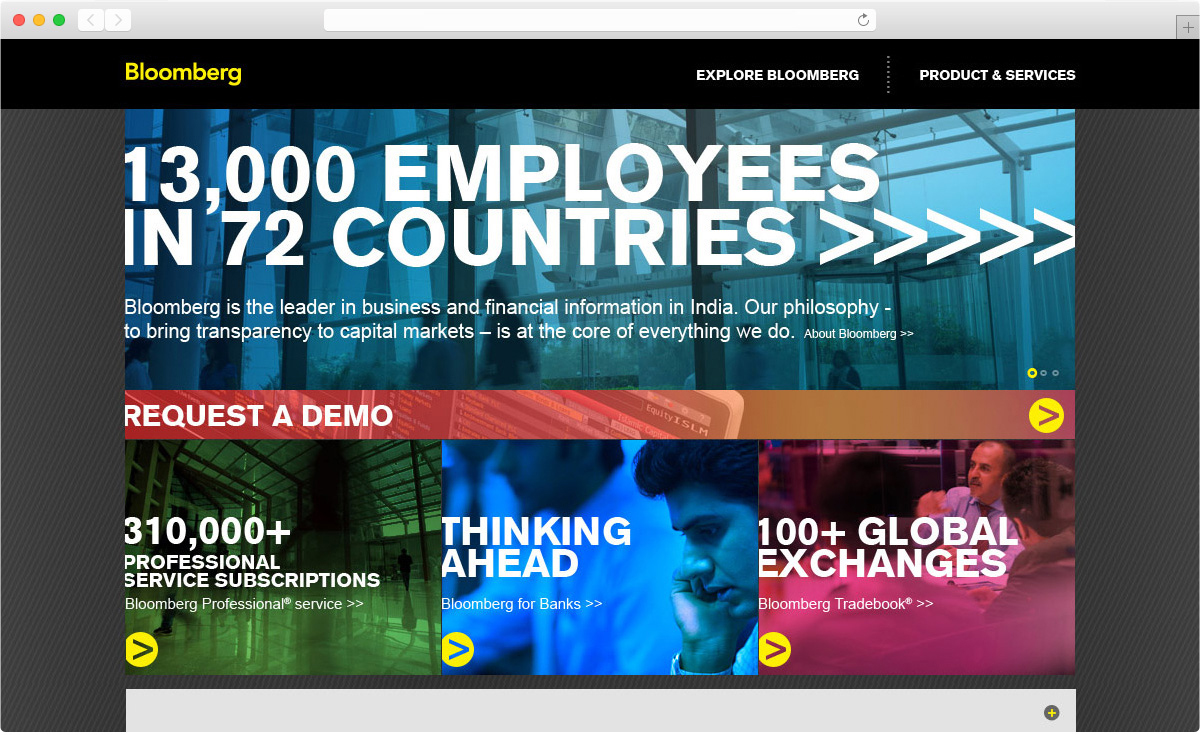 Bloomberg
EXPLORE BLOOMBERG
PRODUCT & SERVICES
13,000 EMPLOYEES
IN 72 COUNTRIES >>>>>
Bloomberg is the leader in business and financial information in India. Our philosophy -
to bring transparency to capital markets – is at the core of everything we do. About Bloomberg >>
REQUEST A DEMO
EquityISLM
310,000+
PROFESSIONAL
SERVICE SUBSCRIPTIONS
Bloomberg Professional® service >>
THINKING
AHEAD
Bloomberg for Banks >>
100+ GLOBAL
EXCHANGES
Bloomberg Tradebook® >>